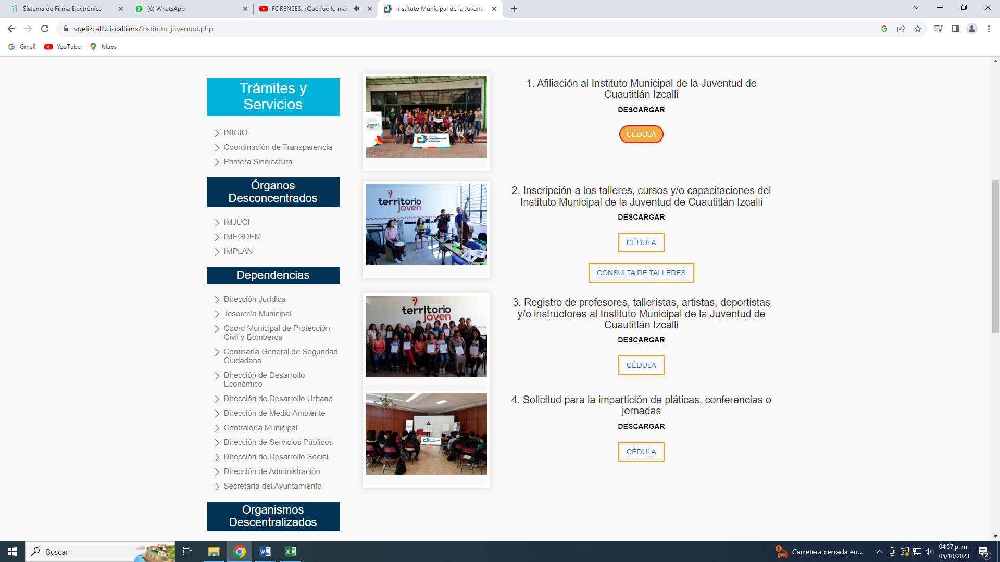 Sistema de Firma Electrónica
(6) WhatsApp
FORENSES, ¿Qué fue lo más
Instituto Municipal de la Juventu
vuelizcalli.cizcalli.mx/instituto_juventud.php
Gmail
YouTube
Maps
Trámites y
Servicios
INICIO
Coordinación de Transparencia
Primera Sindicatura
Órganos
Desconcentrados
IMJUCI
IMEGDEM
IMPLAN
Dependencias
Dirección Jurídica
Tesorería Municipal
Coord Municipal de Protección
Civil y Bomberos
Comisaría General de Seguridad
Ciudadana
Dirección de Desarrollo
Económico
Dirección de Desarrollo Urbano
Dirección de Medio Ambiente
Contraloría Municipal
Dirección de Servicios Públicos
Dirección de Desarrollo Social
Dirección de Administración
Secretaría del Ayuntamiento
Organismos
Descentralizados
Cuautitlán Izcalli
territorio
joven
territorio
joven
1. Afiliación al Instituto Municipal de la Juventud de
Cuautitlán Izcalli
DESCARGAR
CÉDULA
2. Inscripción a los talleres, cursos y/o capacitaciones del
Instituto Municipal de la Juventud de Cuautitlán Izcalli
DESCARGAR
CÉDULA
CONSULTA DE TALLERES
3. Registro de profesores, talleristas, artistas, deportistas
y/o instructores al Instituto Municipal de la Juventud de
Cuautitlán Izcalli
DESCARGAR
CÉDULA
4. Solicitud para la impartición de pláticas, conferencias o
jornadas
DESCARGAR
CÉDULA
Buscar
Carretera cerrada en...
04:57 p. m.
05/10/2023
2